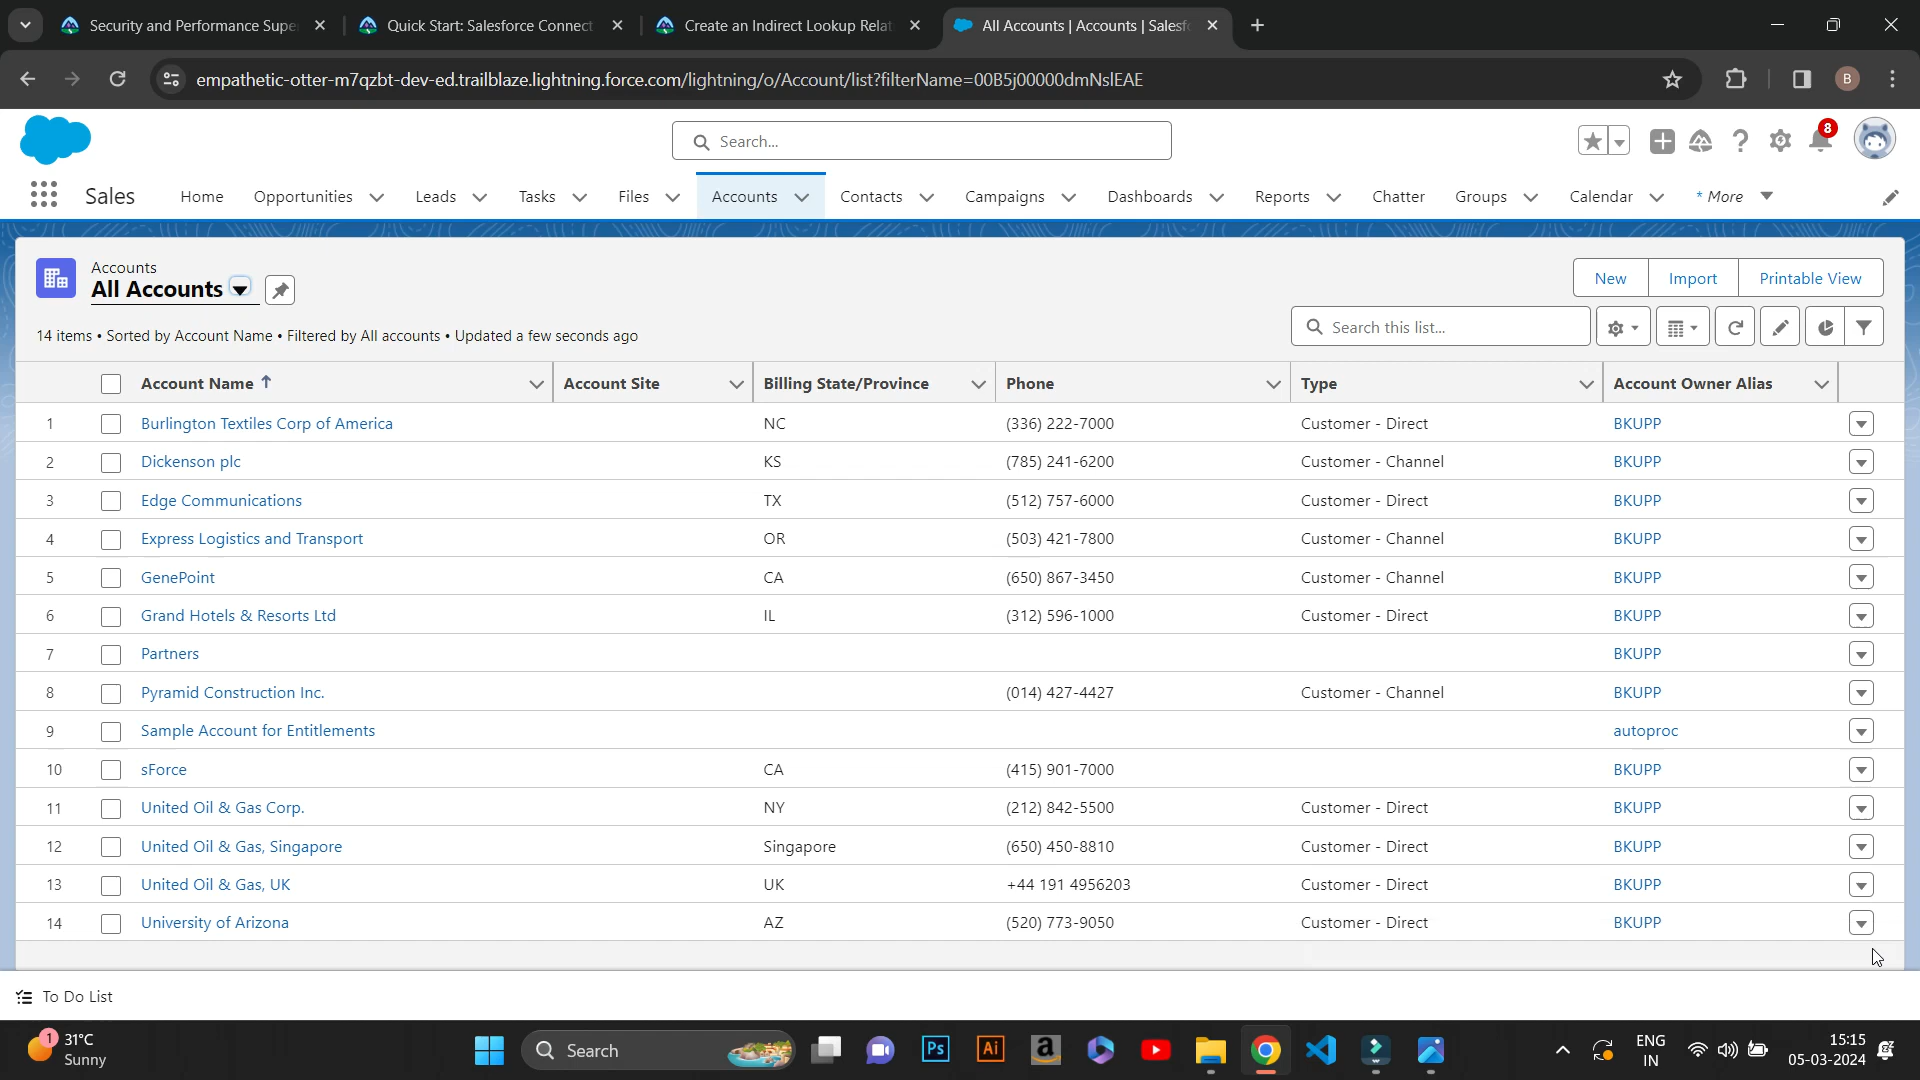 Security and Performance Supe
Quick Start: Salesforce Connect
Create an Indirect Lookup Relat
All Accounts | Accounts | Salesf
empathetic-otter-m7qzbt-dev-ed.trailblaze.lightning.force.com/lightning/o/Account/list?filterName=00B5j00000dmNslEAE
B
Search...
8
Sales
Home
Opportunities
Leads
Tasks
Files
Accounts
Contacts
Campaigns
Dashboards
Reports
Chatter
Groups
Calendar
* More
Accounts
All Accounts
New
Import
Printable View
14 items • Sorted by Account Name • Filtered by All accounts • Updated a few seconds ago
Search this list...
Account Name Account Site Billing State/Province Phone Type Account Owner Alias
1 Burlington Textiles Corp of America NC (336) 222-7000 Customer - Direct BKUPP
2 Dickenson plc KS (785) 241-6200 Customer - Channel BKUPP
3 Edge Communications TX (512) 757-6000 Customer - Direct BKUPP
4 Express Logistics and Transport OR (503) 421-7800 Customer - Channel BKUPP
5 GenePoint CA (650) 867-3450 Customer - Channel BKUPP
6 Grand Hotels & Resorts Ltd IL (312) 596-1000 Customer - Direct BKUPP
7 Partners BKUPP
8 Pyramid Construction Inc. (014) 427-4427 Customer - Channel BKUPP
9 Sample Account for Entitlements autoproc
10 sForce CA (415) 901-7000 BKUPP
11 United Oil & Gas Corp. NY (212) 842-5500 Customer - Direct BKUPP
12 United Oil & Gas, Singapore Singapore (650) 450-8810 Customer - Direct BKUPP
13 United Oil & Gas, UK UK +44 191 4956203 Customer - Direct BKUPP
14 University of Arizona AZ (520) 773-9050 Customer - Direct BKUPP
To Do List
1
31°C
Sunny
Search
Ps
Ai
a
ENG
IN
15:15
05-03-2024